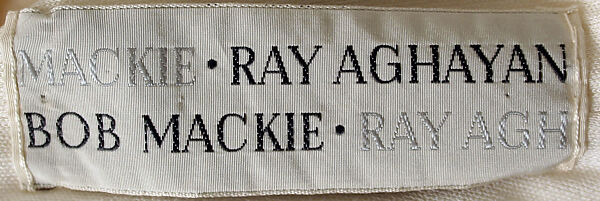 MACKIE • RAY AGHAYAN
BOB MACKIE • RAY AGH